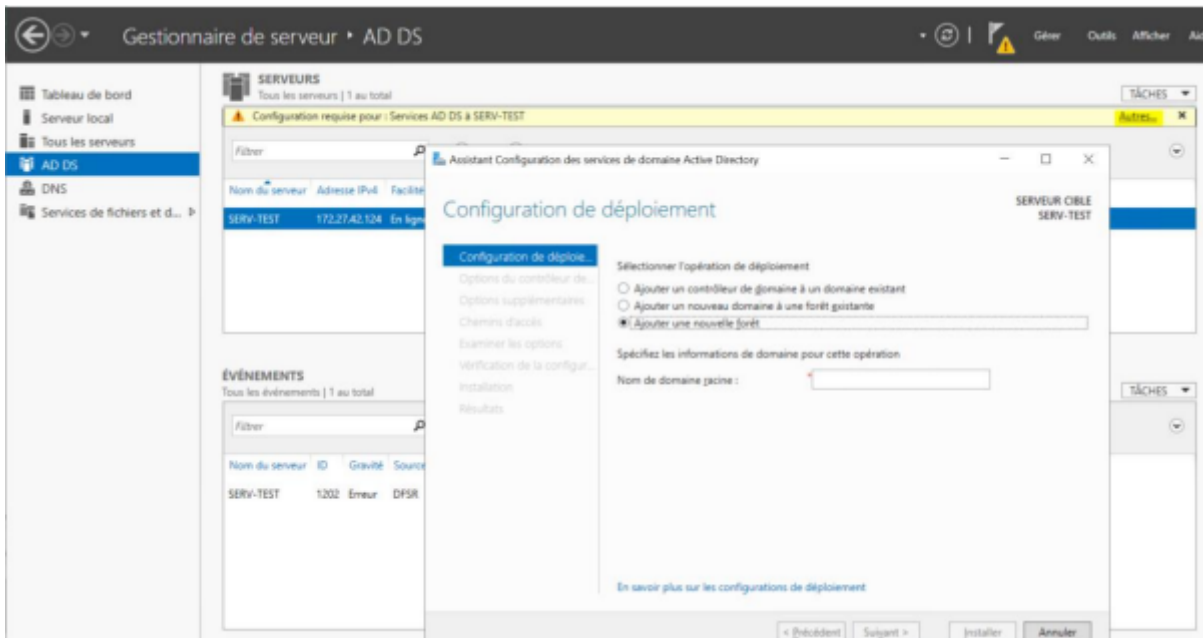 Gestionnaire de serveur ‣ AD DS
Gérer Outils Afficher
Tableau de bord
Serveur local
Tous les serveurs
AD DS
DNS
Services de fichiers et d...
SERVEURS
Tous les serveurs | 1 au total
TÂCHES
Configuration requise pour : Services AD DS à SERV-TEST
Autres...
Filtrer
Nom du serveur Adresse IPv4 Facilité
SERV-TEST 172.27.42.124 En ligne
ÉVÉNEMENTS
Tous les événements | 1 au total
TÂCHES
Filtrer
Nom du serveur ID Gravité Source
SERV-TEST 1202 Erreur DFSR
Assistant Configuration des services de domaine Active Directory
Configuration de déploiement
SERVEUR CIBLE
SERV-TEST
Configuration de déploie...
Options du contrôleur de...
Options supplémentaires
Chemins d'accès
Examiner les options
Vérification de la configur...
Installation
Résultats
Sélectionner l'opération de déploiement
Ajouter un contrôleur de domaine à un domaine existant
Ajouter un nouveau domaine à une forêt existante
Ajouter une nouvelle forêt
Spécifiez les informations de domaine pour cette opération
Nom de domaine racine : *
En savoir plus sur les configurations de déploiement
< Précédent Suivant > Installer Annuler